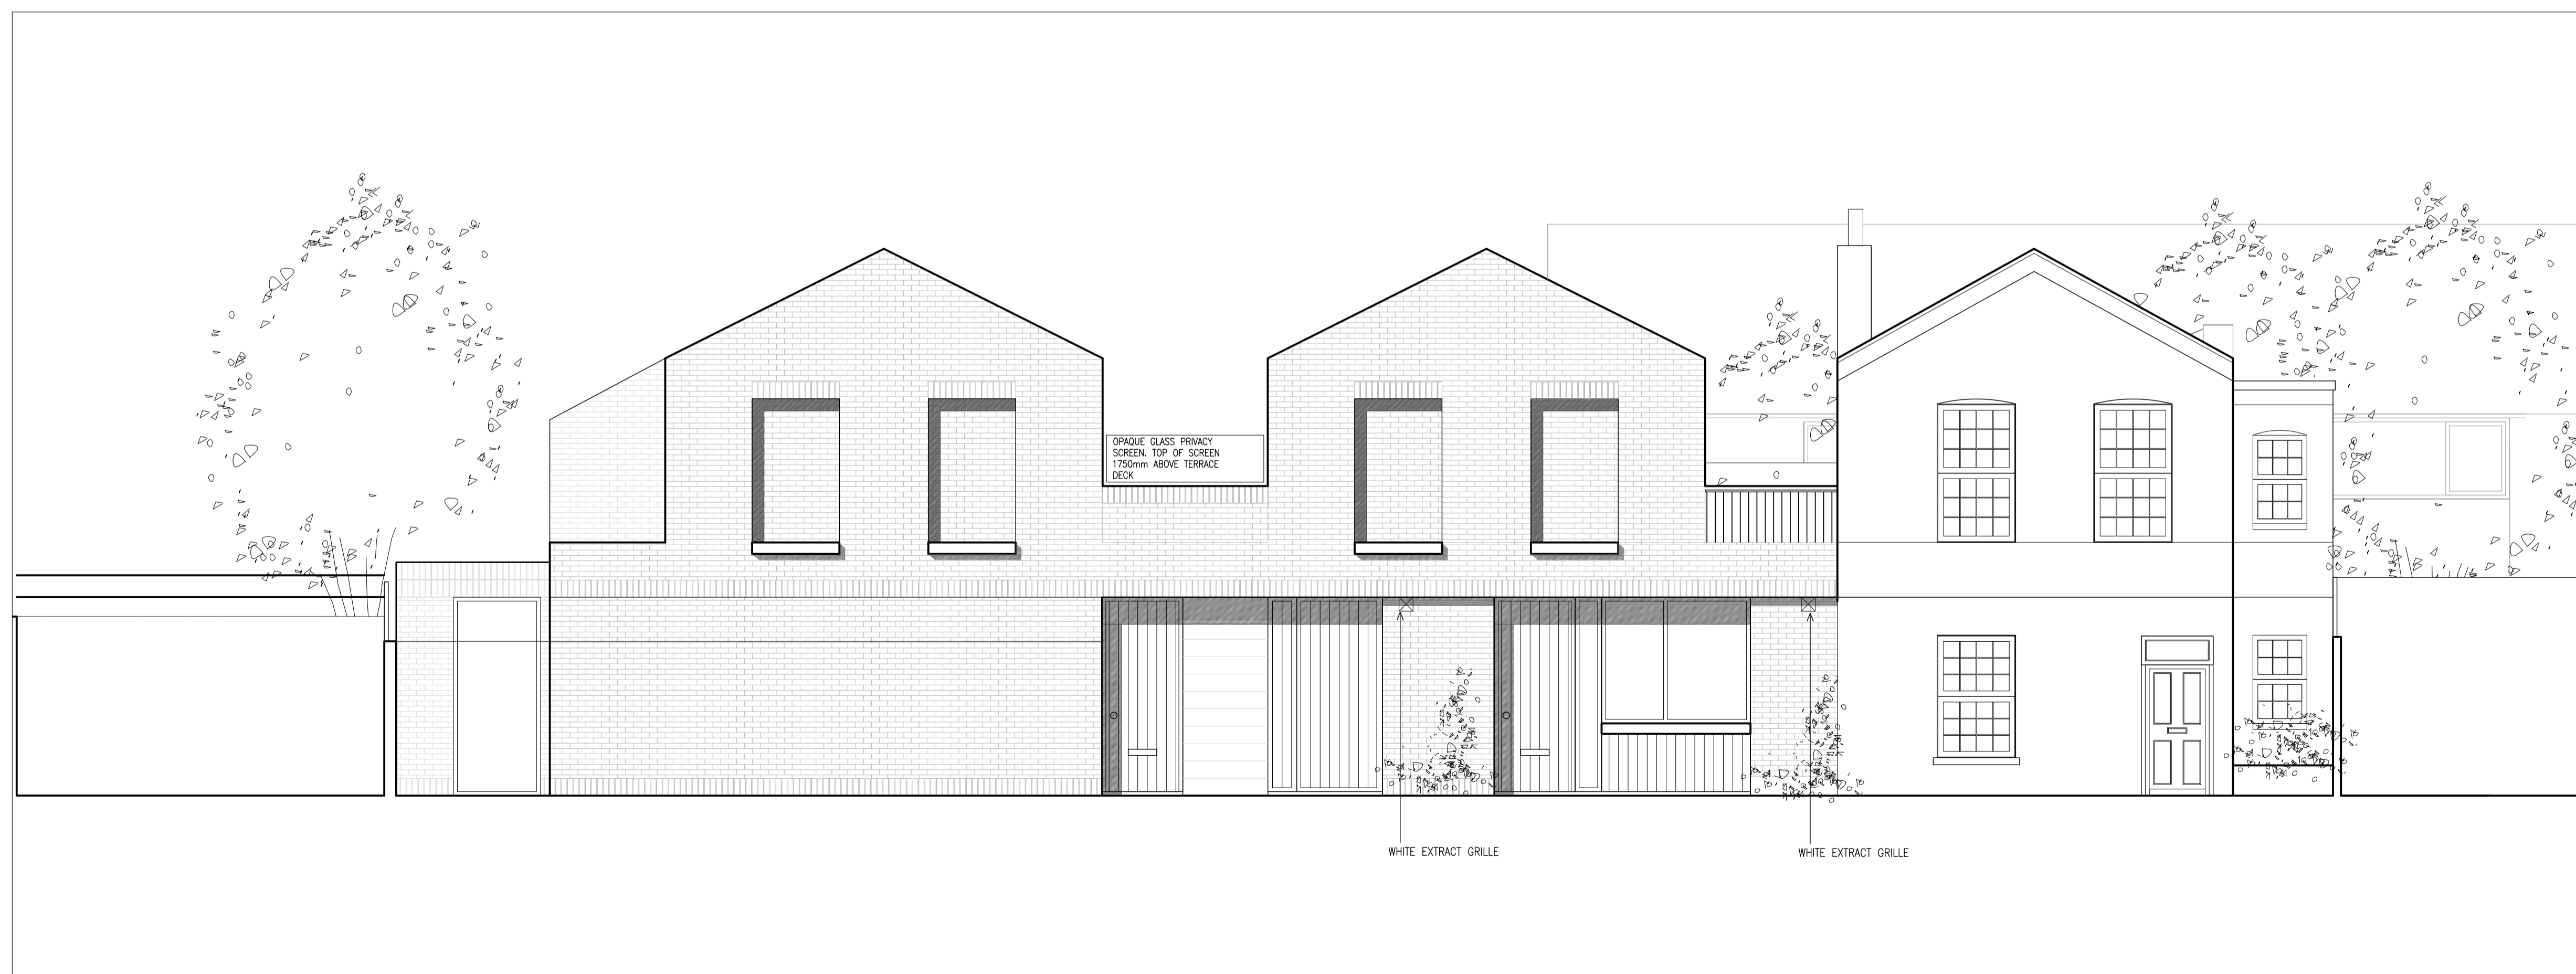 OPAQUE GLASS PRIVACY
SCREEN. TOP OF SCREEN
1750mm ABOVE TERRACE
DECK
WHITE EXTRACT GRILLE
WHITE EXTRACT GRILLE